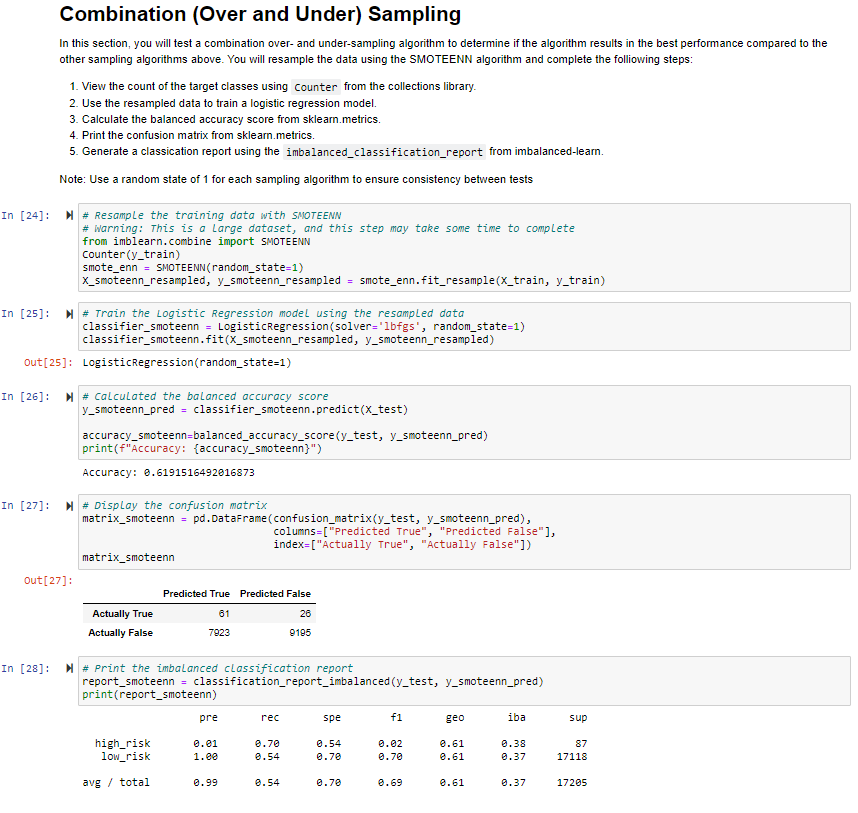 Combination (Over and Under) Sampling
In this section, you will test a combination over- and under-sampling algorithm to determine if the algorithm results in the best performance compared to the
other sampling algorithms above. You will resample the data using the SMOTEENN algorithm and complete the following steps:
1. View the count of the target classes using Counter from the collections library.
2. Use the resampled data to train a logistic regression model.
3. Calculate the balanced accuracy score from sklearn.metrics.
4. Print the confusion matrix from sklearn.metrics.
5. Generate a classication report using the imbalanced_classification_report from imbalanced-learn.
Note: Use a random state of 1 for each sampling algorithm to ensure consistency between tests
In [24]: # Resample the training data with SMOTEENN
# Warning: This is a large dataset, and this step may take some time to complete
from imblearn.combine import SMOTEENN
Counter(y_train)
smote_enn = SMOTEENN(random_state=1)
X_smoteenn_resampled, y_smoteenn_resampled = smote_enn.fit_resample(X_train, y_train)
In [25]: # Train the Logistic Regression model using the resampled data
classifier_smoteenn = LogisticRegression(solver='lbfgs', random_state=1)
classifier_smoteenn.fit(X_smoteenn_resampled, y_smoteenn_resampled)
Out[25]: LogisticRegression(random_state=1)
In [26]: # Calculated the balanced accuracy score
y_smoteenn_pred = classifier_smoteenn.predict(X_test)
accuracy_smoteenn=balanced_accuracy_score(y_test, y_smoteenn_pred)
print(f"Accuracy: {accuracy_smoteenn}")
Accuracy: 0.6191516492016873
In [27]: # Display the confusion matrix
matrix_smoteenn = pd.DataFrame(confusion_matrix(y_test, y_smoteenn_pred),
columns=["Predicted True", "Predicted False"],
index=["Actually True", "Actually False"])
matrix_smoteenn
Out[27]:
Predicted True Predicted False
Actually True 61 26
Actually False 7923 9195
In [28]: # Print the imbalanced classification report
report_smoteenn = classification_report_imbalanced(y_test, y_smoteenn_pred)
print(report_smoteenn)
pre rec spe f1 geo iba sup
high_risk 0.01 0.70 0.54 0.02 0.61 0.38 87
low_risk 1.00 0.54 0.70 0.70 0.61 0.37 17118
avg / total 0.99 0.54 0.70 0.69 0.61 0.37 17205